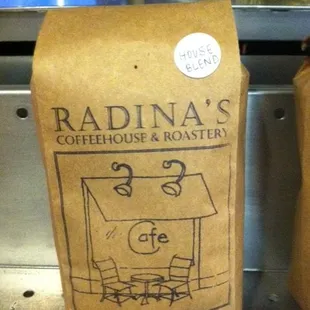 HOUSE
BLEND
RADINA'S
COFFEEHOUSE & ROASTERY
Cafe